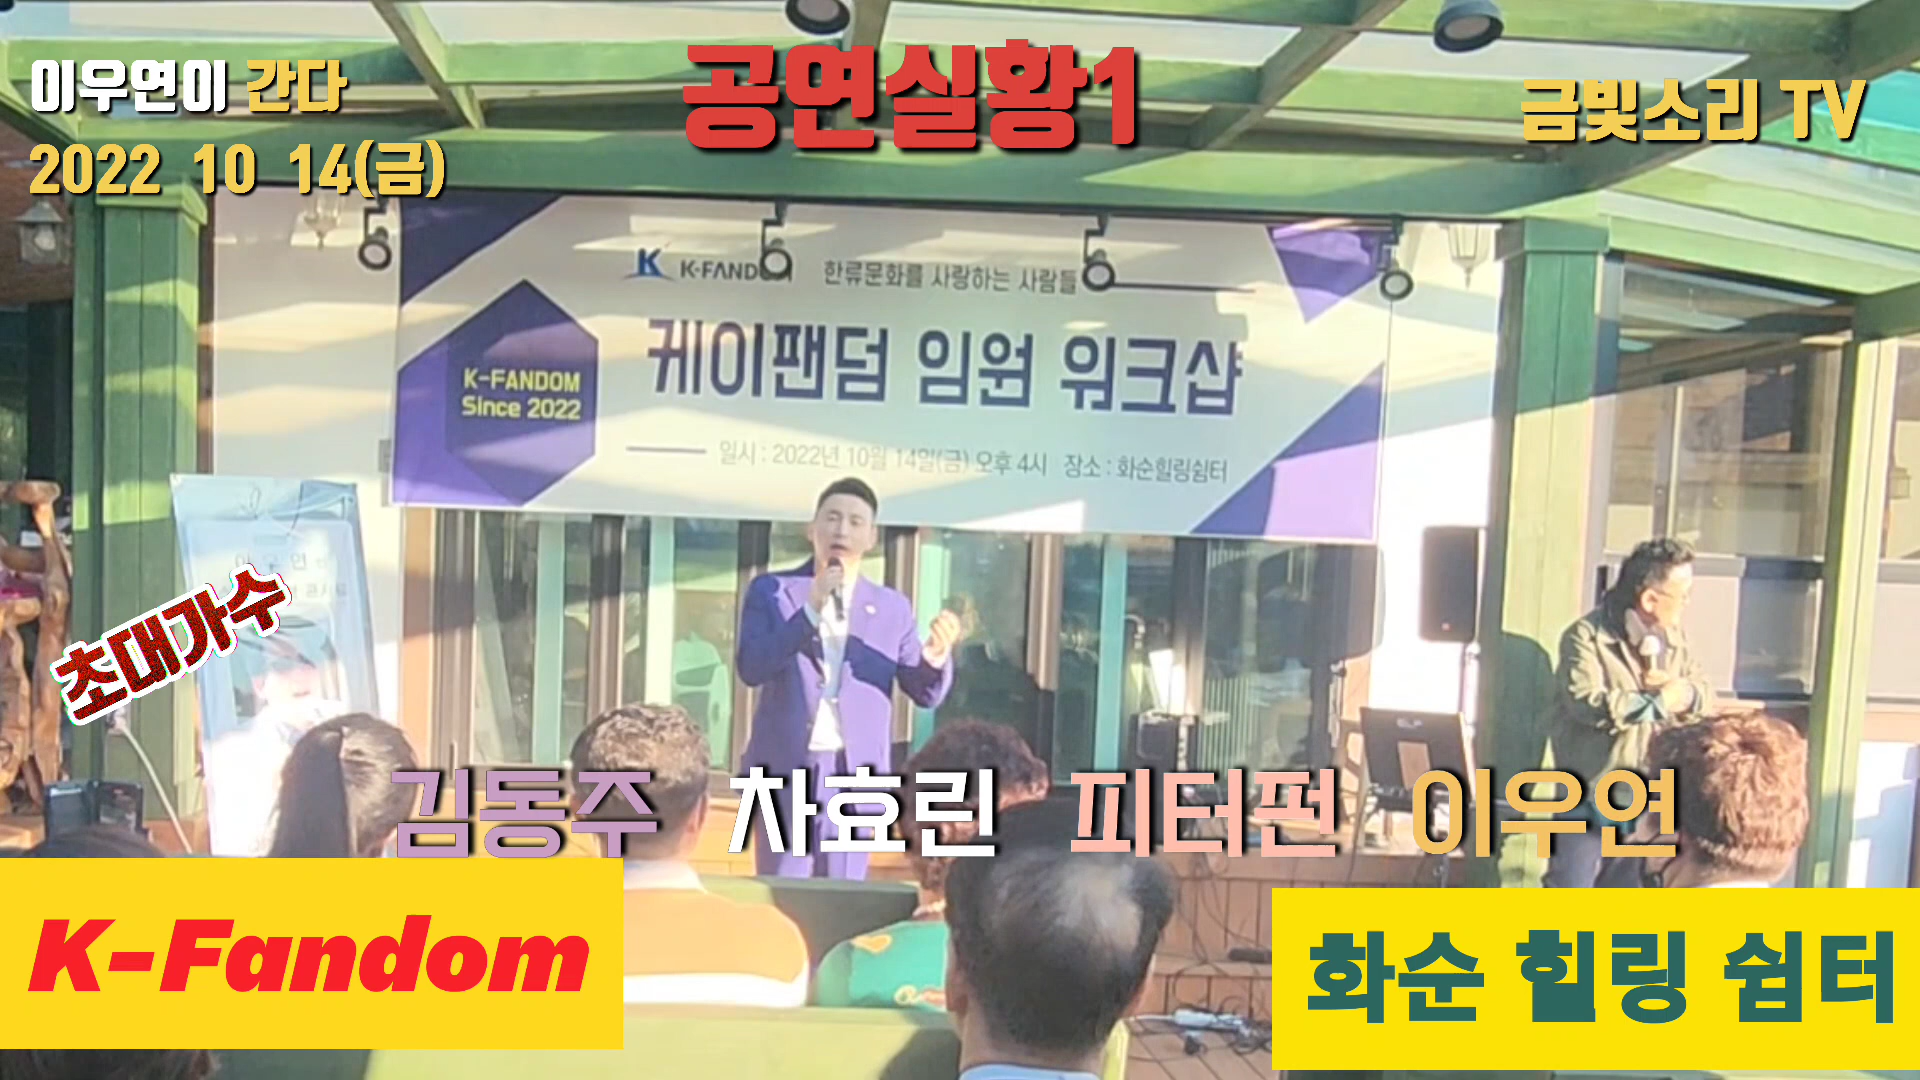 이우연이 간다
2022 10 14(금)
공연실황1
금빛소리 TV
K K-FANDOM 한류문화를 사랑하는 사람들
케이팬덤 임원 워크샵
K-FANDOM
Since 2022
일시 : 2022년 10월 14일(금) 오후 4시 장소 : 화순힐링쉼터
이우연
초대가수
김동주 차효린 피터펀 이우연
K-Fandom
화순 힐링 쉼터